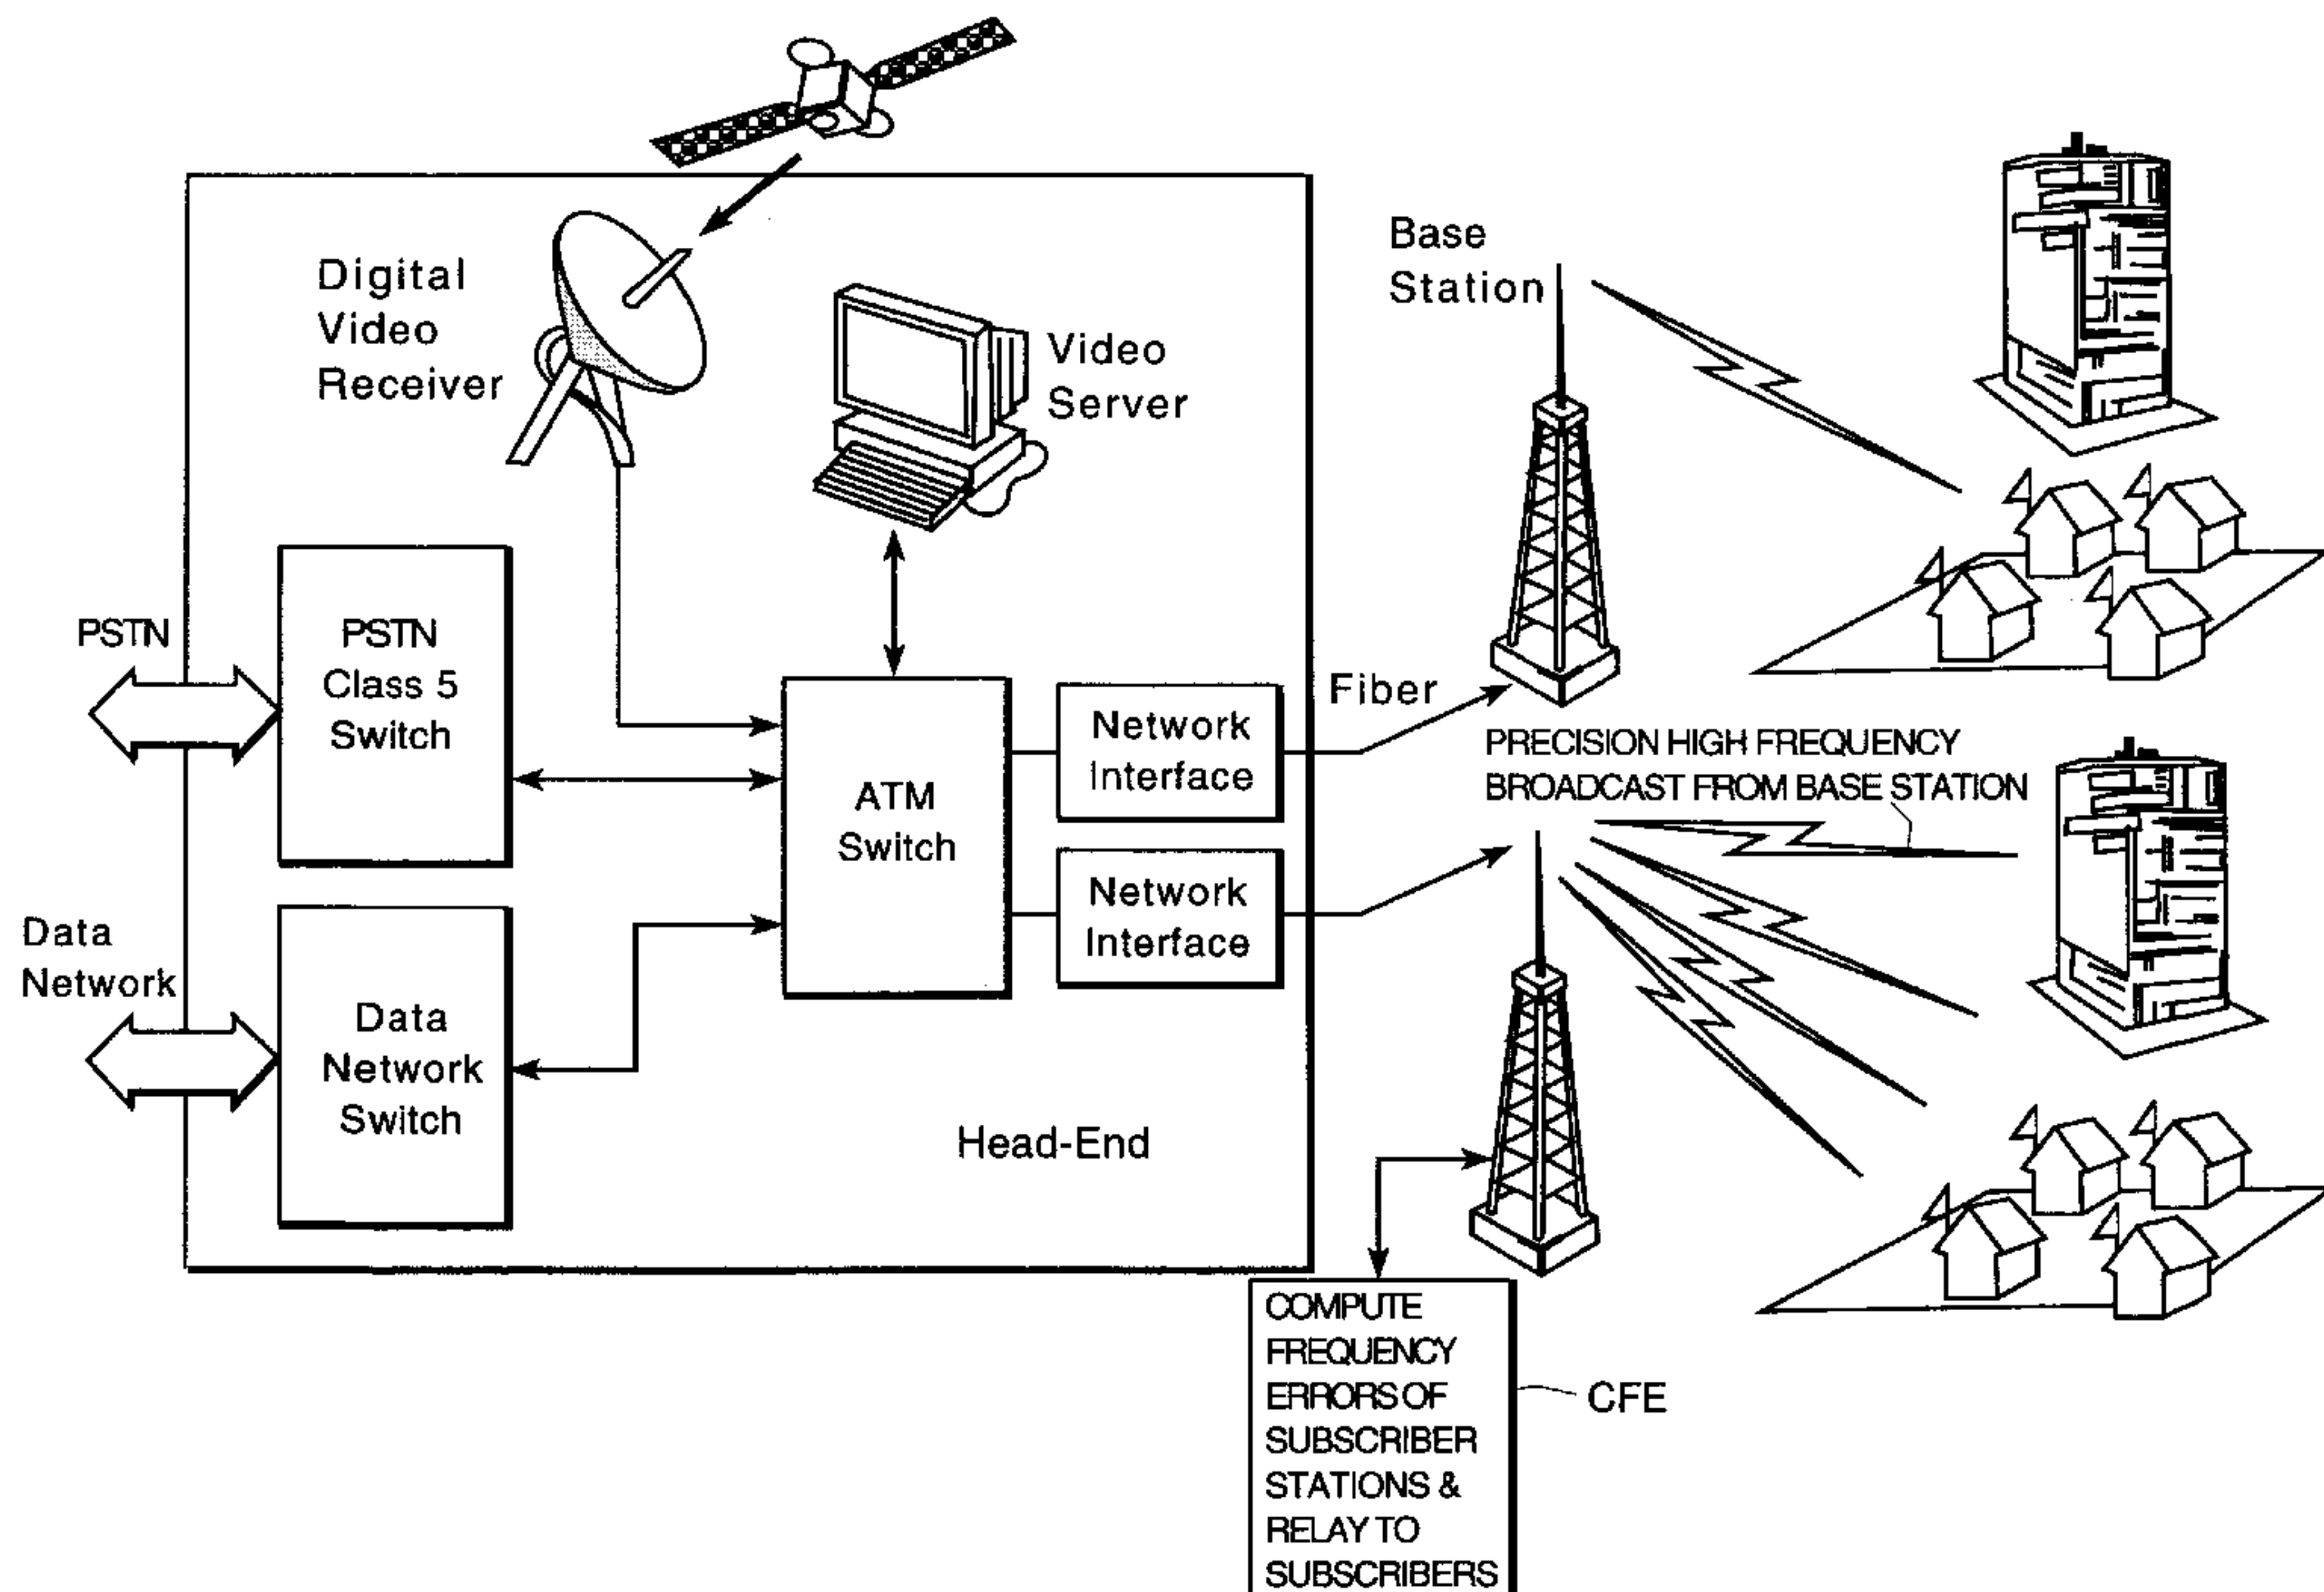 Digital
Video
Receiver
Video
Server
Base
Station
PSTN
PSTN
Class 5
Switch
ATM
Switch
Network
Interface
Fiber
PRECISION HIGH FREQUENCY
BROADCAST FROM BASE STATION
Network
Interface
Data
Network
Data
Network
Switch
Head-End
COMPUTE
FREQUENCY
ERRORS OF
SUBSCRIBER
STATIONS &
RELAY TO
SUBSCRIBERS
CFE